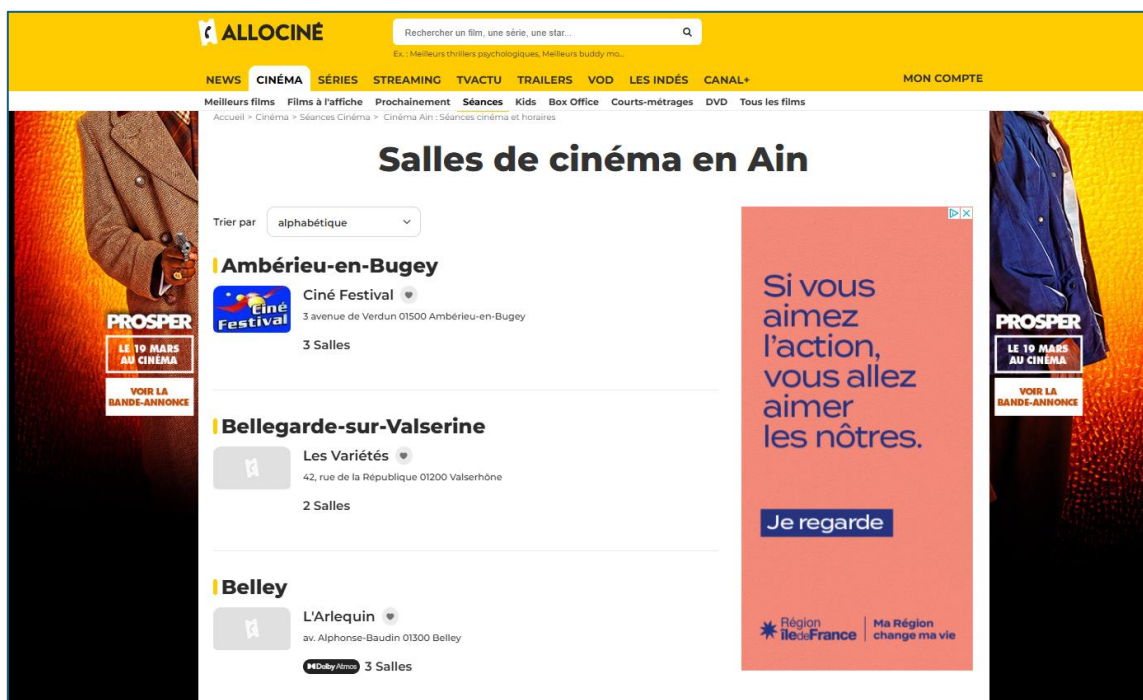 ALLOCINÉ
Rechercher un film, une série, une star...
Ex. : Meilleurs thrillers psychologiques, Meilleurs buddy mo...
NEWS CINÉMA SÉRIES STREAMING TVACTU TRAILERS VOD LES INDÉS CANAL+ MON COMPTE
Meilleurs films Films à l'affiche Prochainement Séances Kids Box Office Courts-métrages DVD Tous les films
Accueil > Cinéma > Séances Cinéma > Cinéma Ain : Séances cinéma et horaires
Salles de cinéma en Ain
Trier par alphabétique
Ambérieu-en-Bugey
Ciné
Festival
Ciné Festival
3 avenue de Verdun 01500 Ambérieu-en-Bugey
3 Salles
Bellegarde-sur-Valserine
Les Variétés
42, rue de la République 01200 Valserhône
2 Salles
Belley
L'Arlequin
av. Alphonse-Baudin 01300 Belley
Dolby Atmos 3 Salles
PROSPER
LE 19 MARS
AU CINÉMA
VOIR LA
BANDE-ANNONCE
Si vous
aimez
l'action,
vous allez
aimer
les nôtres.
Je regarde
Région
îledeFrance
Ma Région
change ma vie
PROSPER
LE 19 MARS
AU CINÉMA
VOIR LA
BANDE-ANNONCE